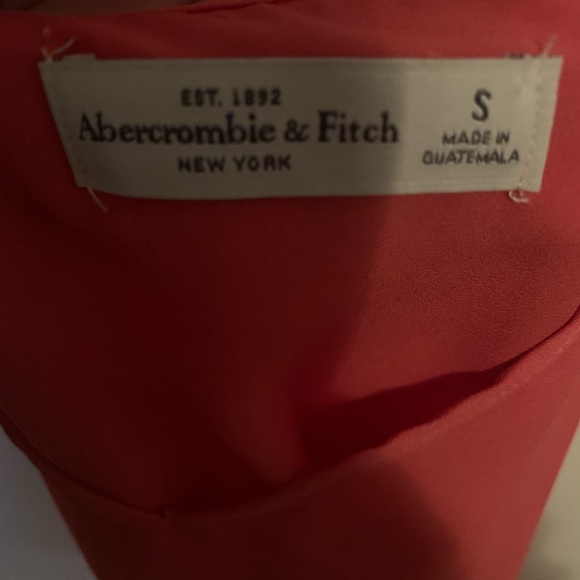 EST. 1892
Abercrombie & Fitch
NEW YORK
S
MADE IN
GUATEMALA